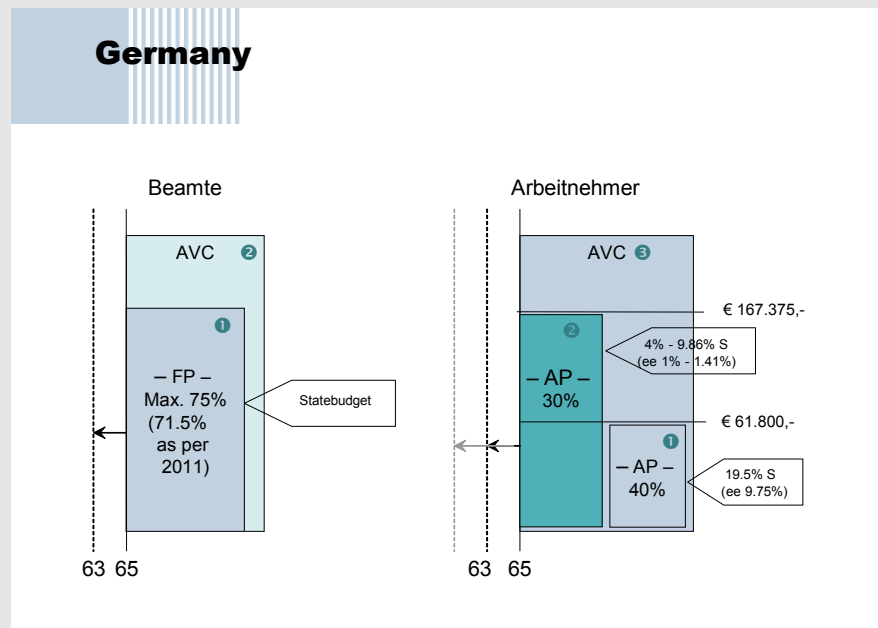 Germany
Beamte
AVC ❷
❶
– FP –
Max. 75%
(71.5%
as per
2011)
Statebudget
63 65
Arbeitnehmer
AVC ❸
€ 167.375,-
❷
4% - 9.86% S
(ee 1% - 1.41%)
– AP –
30%
€ 61.800,-
❶
– AP –
40%
19.5% S
(ee 9.75%)
63 65